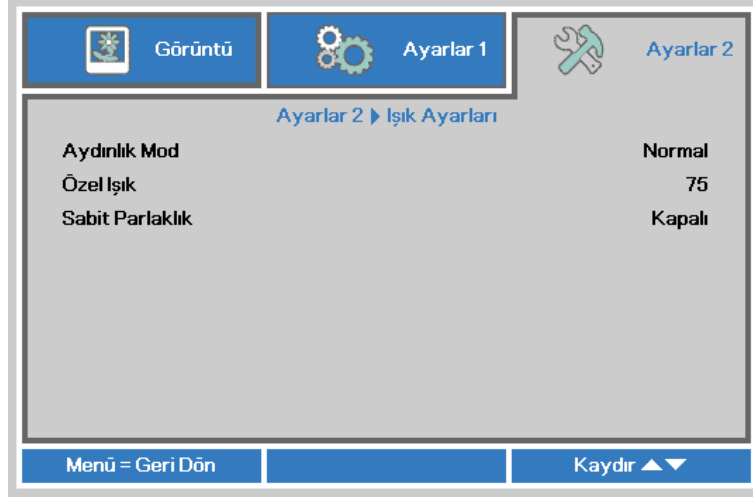 Görüntü
Ayarlar 1
Ayarlar 2
Ayarlar 2 ▶ Işık Ayarları
Aydınlık Mod Normal
Özel Işık 75
Sabit Parlaklık Kapalı
Menü = Geri Dön
Kaydır ▲▼